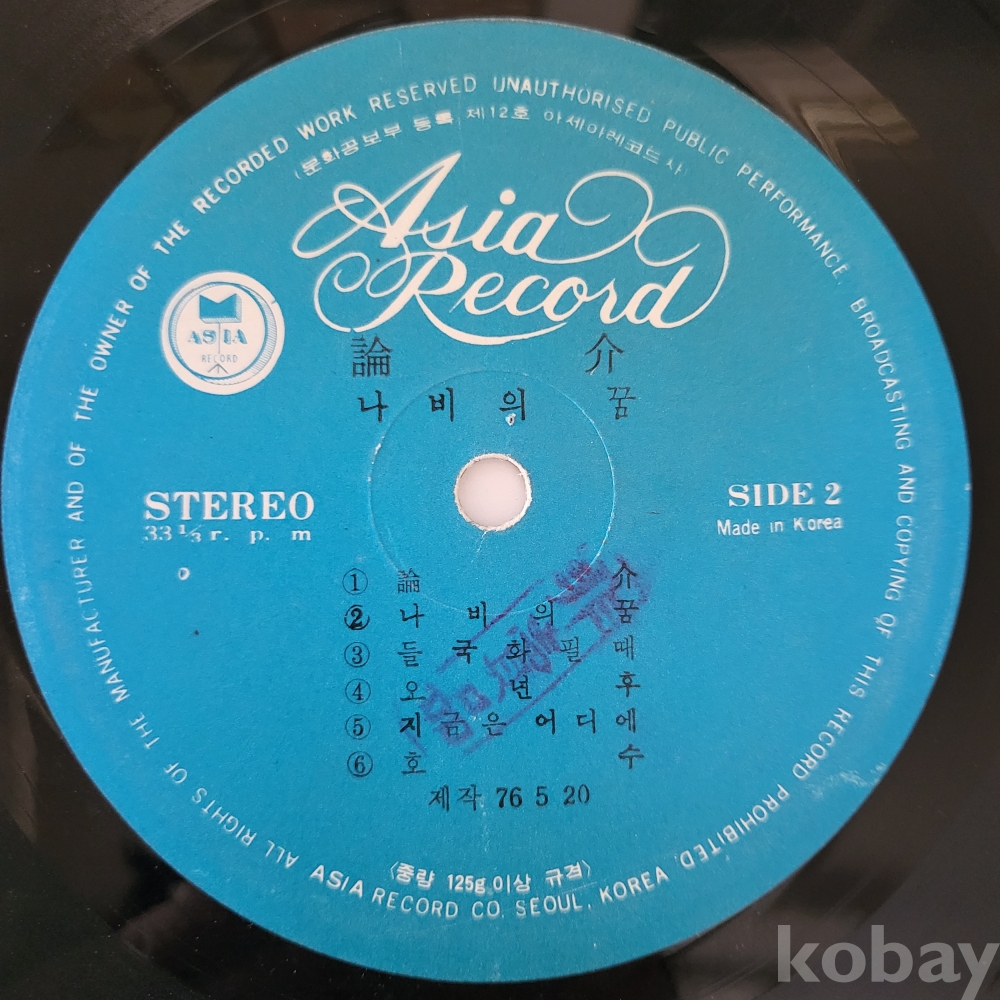 ALL RIGHTS OF THE MANUFACTURER AND OF THE OWNER OF THE RECORDED WORK RESERVED UNAUTHORISED PUBLIC PERFORMANCE. BROADCASTING AND COPYING OF THIS RECORD PROHIBITED.
(문화공보부 등록 제12호 아세아레코드사)
Asia
Record
ASIA
RECORD
論介
나비의 꿈
STEREO
33 ⅓ r. p. m
SIDE 2
Made in Korea
① 論介
② 나비의 꿈
③ 들국화필때
④ 오년후
⑤ 지금은어디에
⑥ 호수
제작 76 5 20
〈중량 125g 이상 규격〉
ASIA RECORD CO. SEOUL, KOREA
kobay